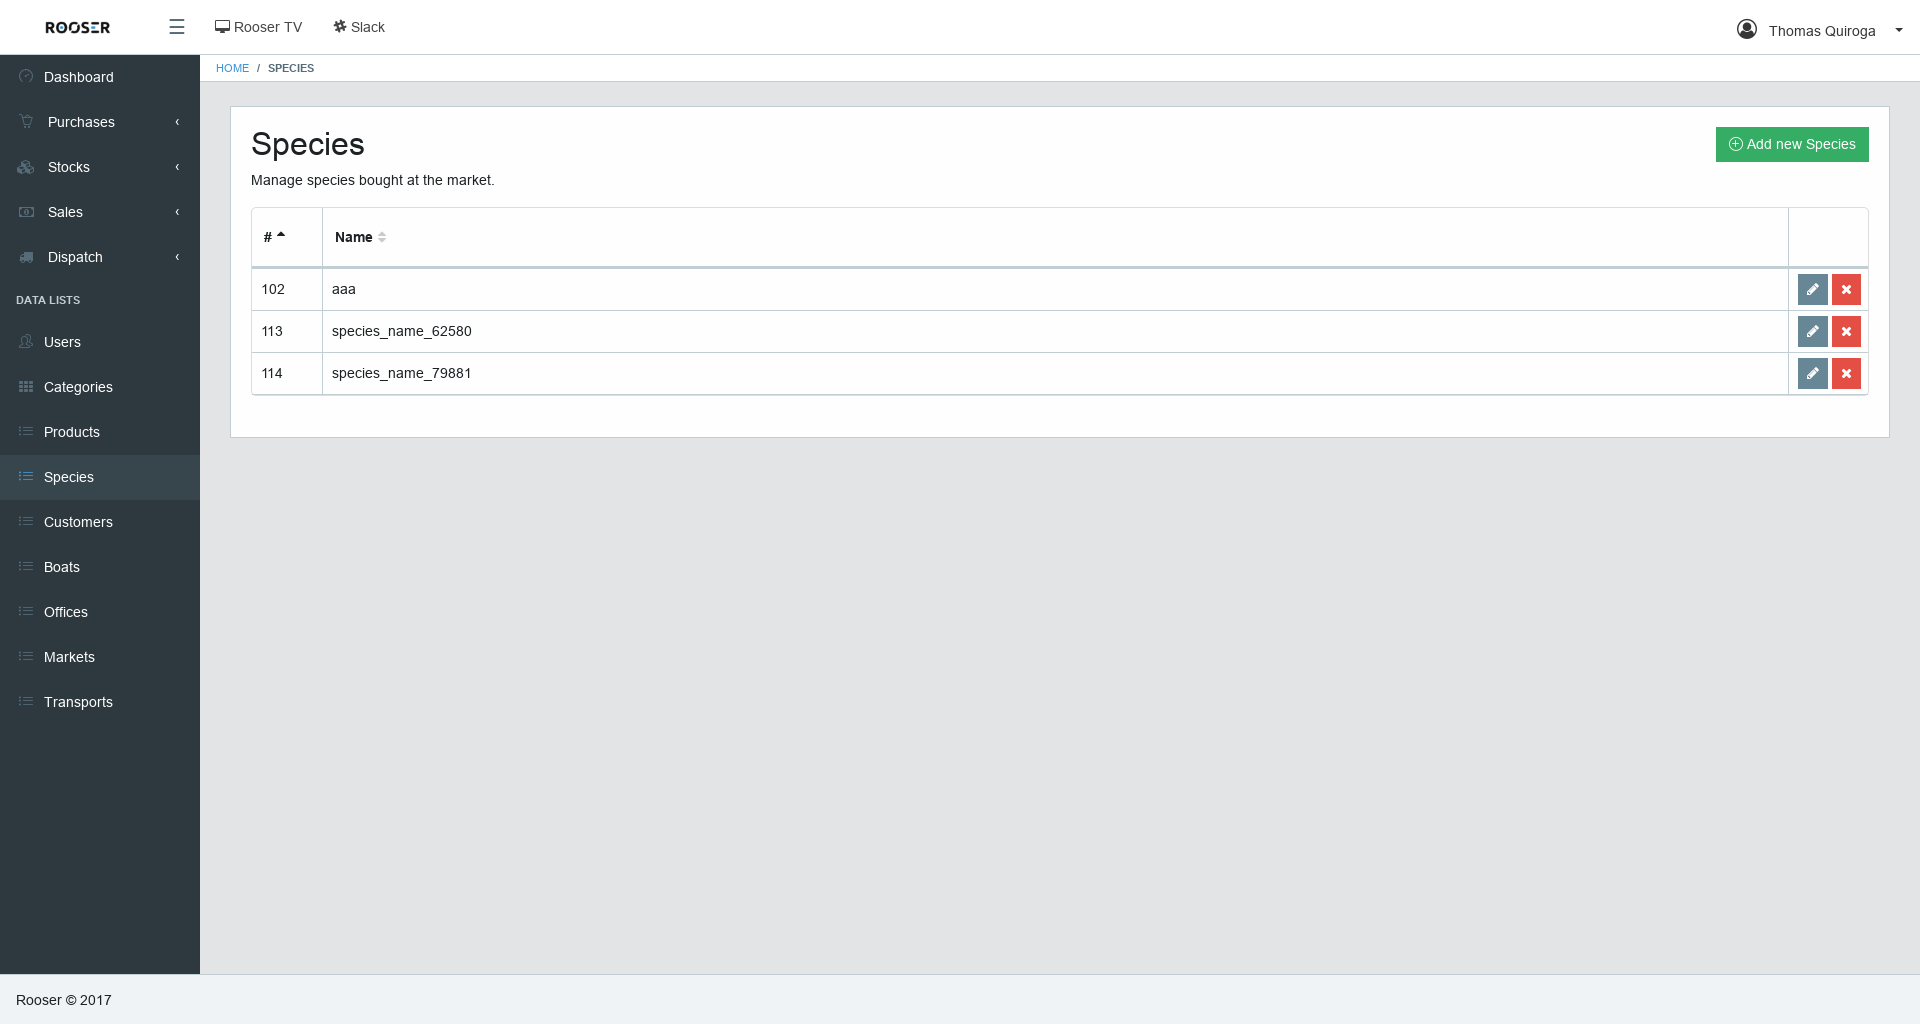 ROOSER
Rooser TV
Slack
Thomas Quiroga
HOME / SPECIES
Dashboard
Purchases
Stocks
Sales
Dispatch
DATA LISTS
Users
Categories
Products
Species
Customers
Boats
Offices
Markets
Transports
Species
Add new Species
Manage species bought at the market.
# Name
102 aaa
113 species_name_62580
114 species_name_79881
Rooser © 2017